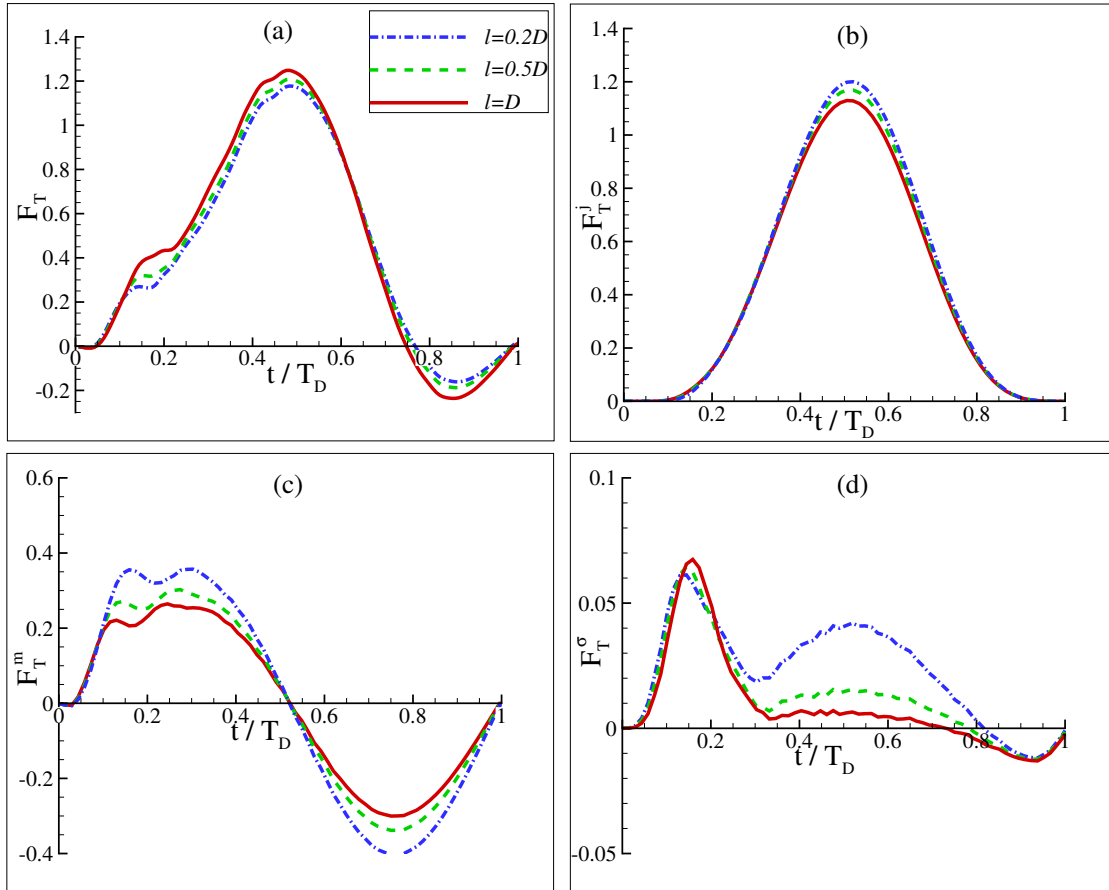 (a)
l=0.2D
l=0.5D
l=D
F_T
1.4
1.2
1
0.8
0.6
0.4
0.2
0
-0.2
0 0.2 0.4 0.6 0.8 1
t / T_D
(b)
F_T^j
1.4
1.2
1
0.8
0.6
0.4
0.2
0
0 0.2 0.4 0.6 0.8 1
t / T_D
(c)
F_T^m
0.6
0.4
0.2
0
-0.2
-0.4
0 0.2 0.4 0.6 0.8 1
t / T_D
(d)
F_T^σ
0.1
0.05
0
-0.05
0.2 0.4 0.6 0.8 1
t / T_D